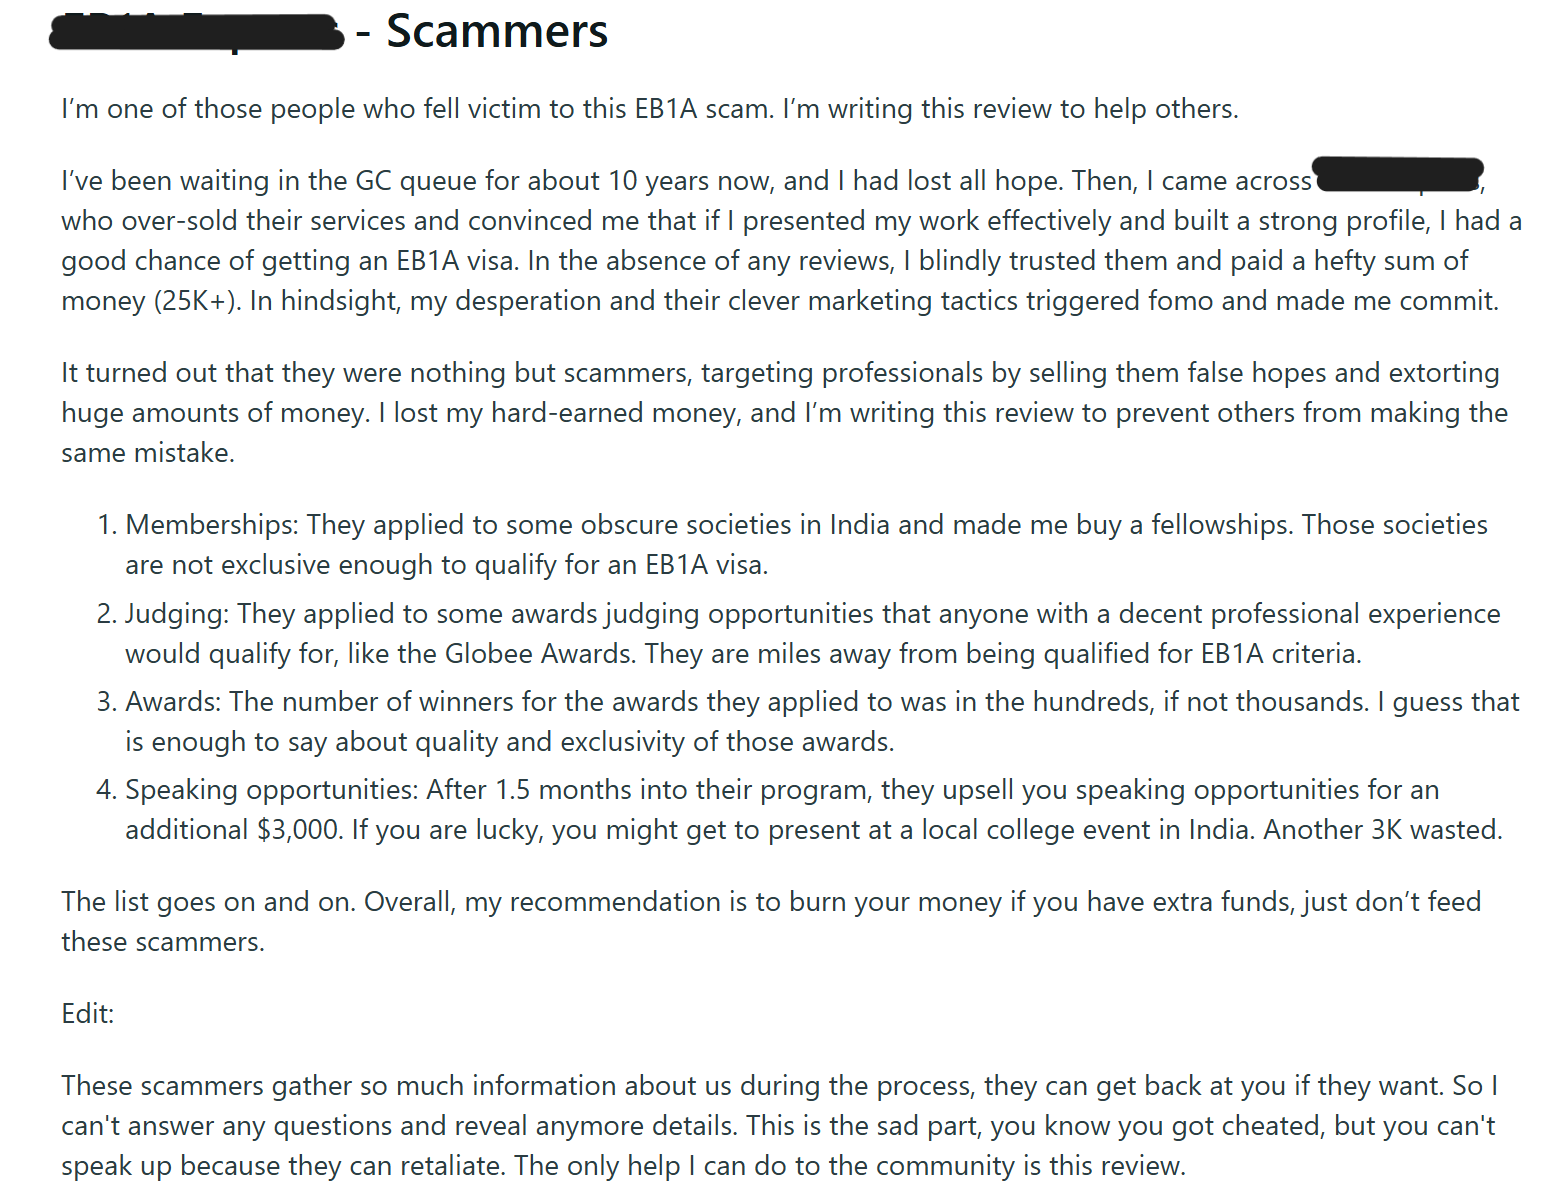 - Scammers
I’m one of those people who fell victim to this EB1A scam. I’m writing this review to help others.
I’ve been waiting in the GC queue for about 10 years now, and I had lost all hope. Then, I came across ,
who over-sold their services and convinced me that if I presented my work effectively and built a strong profile, I had a
good chance of getting an EB1A visa. In the absence of any reviews, I blindly trusted them and paid a hefty sum of
money (25K+). In hindsight, my desperation and their clever marketing tactics triggered fomo and made me commit.
It turned out that they were nothing but scammers, targeting professionals by selling them false hopes and extorting
huge amounts of money. I lost my hard-earned money, and I’m writing this review to prevent others from making the
same mistake.
1. Memberships: They applied to some obscure societies in India and made me buy a fellowships. Those societies
are not exclusive enough to qualify for an EB1A visa.
2. Judging: They applied to some awards judging opportunities that anyone with a decent professional experience
would qualify for, like the Globee Awards. They are miles away from being qualified for EB1A criteria.
3. Awards: The number of winners for the awards they applied to was in the hundreds, if not thousands. I guess that
is enough to say about quality and exclusivity of those awards.
4. Speaking opportunities: After 1.5 months into their program, they upsell you speaking opportunities for an
additional $3,000. If you are lucky, you might get to present at a local college event in India. Another 3K wasted.
The list goes on and on. Overall, my recommendation is to burn your money if you have extra funds, just don’t feed
these scammers.
Edit:
These scammers gather so much information about us during the process, they can get back at you if they want. So I
can't answer any questions and reveal anymore details. This is the sad part, you know you got cheated, but you can't
speak up because they can retaliate. The only help I can do to the community is this review.